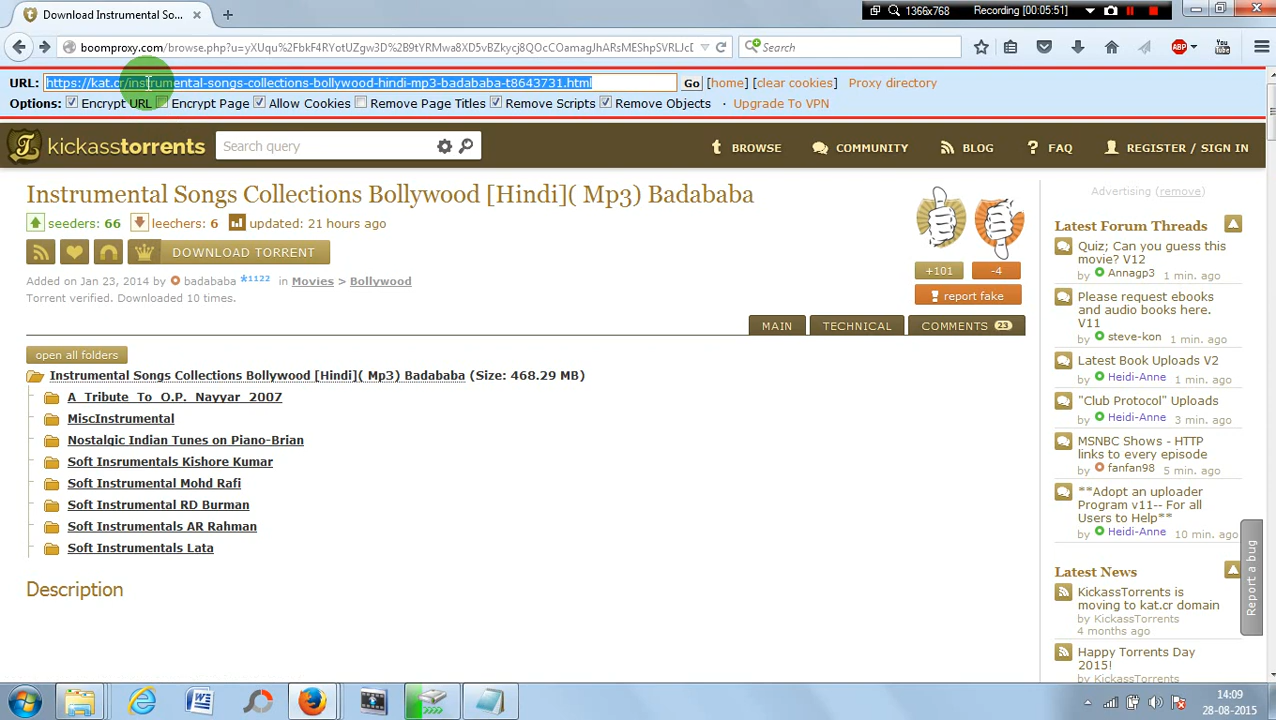 Download Instrumental So...
1366x768
Recording [00:05:51]
boomproxy.com/browse.php?u=yXUqu%2FbkF4RYotUZgw3D%2B9tYRMwa8XD5vBZkycj8QOcCOamagJhArMEShpSVRLJcD
Search
ABP
URL: https://kat.cr/instrumental-songs-collections-bollywood-hindi-mp3-badababa-t8643731.html Go [home] [clear cookies] Proxy directory
Options: Encrypt URL Encrypt Page Allow Cookies Remove Page Titles Remove Scripts Remove Objects · Upgrade To VPN
kickasstorrents
Search query
BROWSE
COMMUNITY
BLOG
FAQ
REGISTER / SIGN IN
Instrumental Songs Collections Bollywood [Hindi]( Mp3) Badababa
seeders: 66 leechers: 6 updated: 21 hours ago
DOWNLOAD TORRENT
Added on Jan 23, 2014 by badababa *1122 in Movies > Bollywood
Torrent verified. Downloaded 10 times.
+101
-4
report fake
MAIN
TECHNICAL
COMMENTS 23
open all folders
Instrumental Songs Collections Bollywood [Hindi]( Mp3) Badababa (Size: 468.29 MB)
A_Tribute_To_O.P._Nayyar_2007
MiscInstrumental
Nostalgic Indian Tunes on Piano-Brian
Soft Insrumentals Kishore Kumar
Soft Instrumental Mohd Rafi
Soft Instrumental RD Burman
Soft Instrumentals AR Rahman
Soft Instrumentals Lata
Description
Advertising (remove)
Latest Forum Threads
Quiz; Can you guess this
movie? V12
by Annagp3 1 min. ago
Please request ebooks
and audio books here.
V11
by steve-kon 1 min. ago
Latest Book Uploads V2
by Heidi-Anne 1 min. ago
"Club Protocol" Uploads
by Heidi-Anne 3 min. ago
MSNBC Shows - HTTP
links to every episode
by fanfan98 5 min. ago
**Adopt an uploader
Program v11-- For all
Users to Help**
by Heidi-Anne 10 min. ago
Latest News
KickassTorrents is
moving to kat.cr domain
by KickassTorrents
4 months ago
Happy Torrents Day
2015!
by KickassTorrents
Report a bug
14:09
28-08-2015